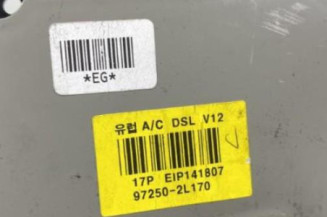 *EG*
유럽 A/C DSL V12
17P EIP141807
97250-2L170